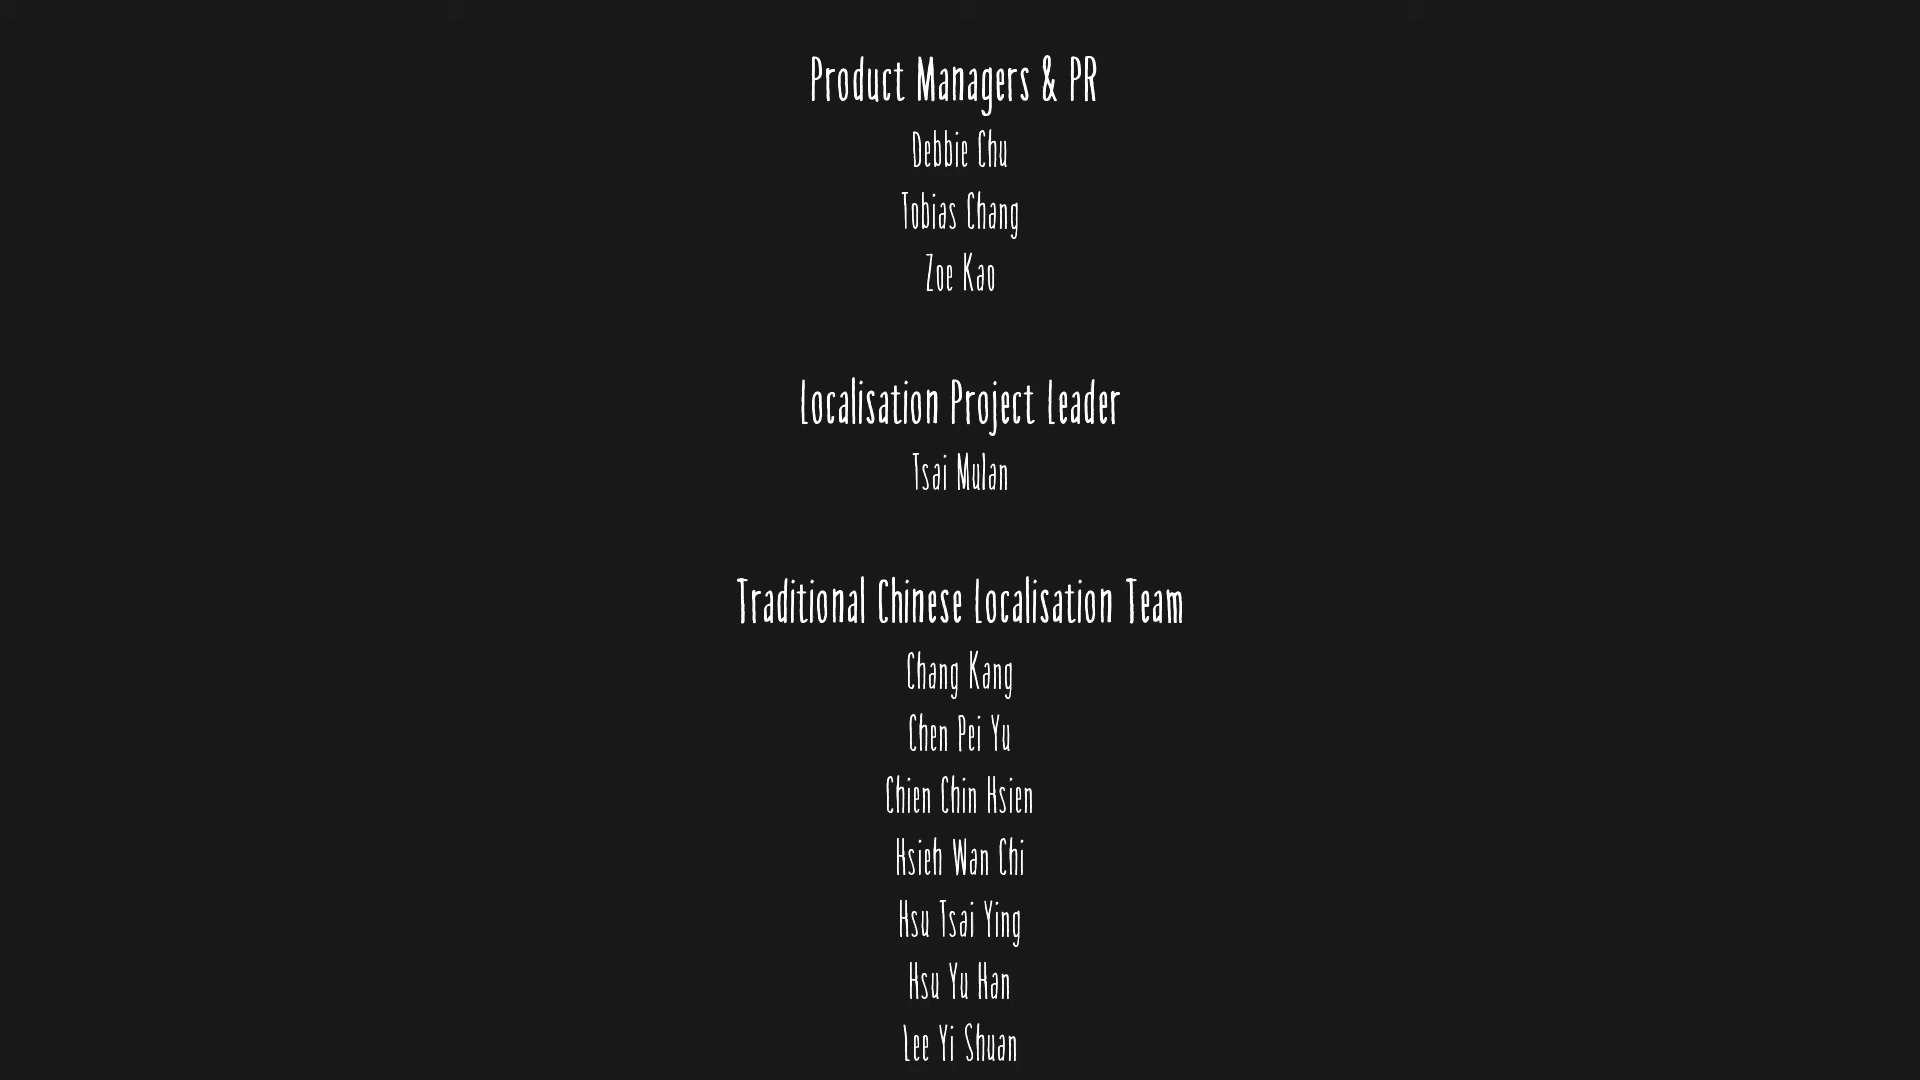 Product Managers & PR
Debbie Chu
Tobias Chang
Zoe Kao
Localisation Project Leader
Tsai Mulan
Traditional Chinese Localisation Team
Chang Kang
Chen Pei Yu
Chien Chin Hsien
Hsieh Wan Chi
Hsu Tsai Ying
Hsu Yu Han
Lee Yi Shuan